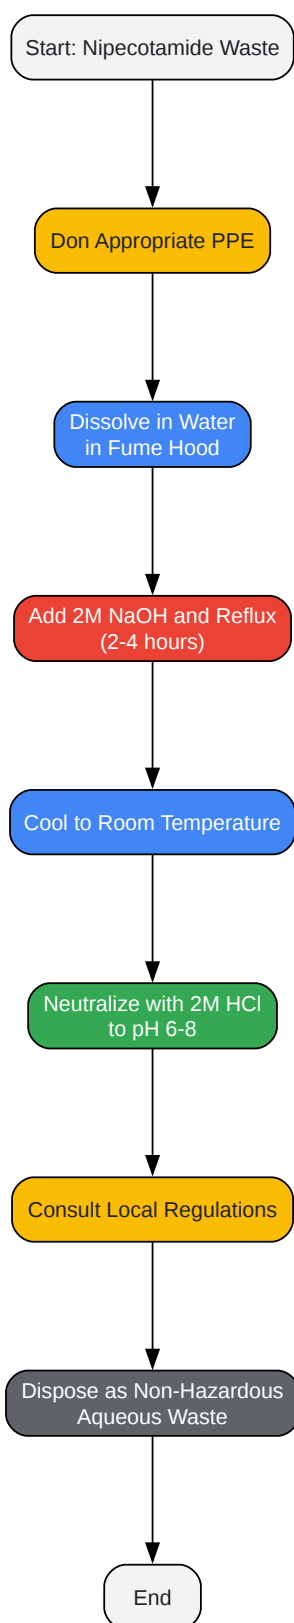 Start: Nipecotamide Waste
Don Appropriate PPE
Dissolve in Water
in Fume Hood
Add 2M NaOH and Reflux
(2-4 hours)
Cool to Room Temperature
Neutralize with 2M HCl
to pH 6-8
Consult Local Regulations
Dispose as Non-Hazardous
Aqueous Waste
End